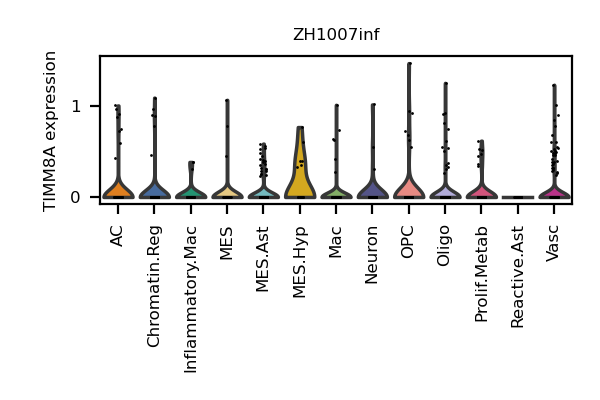 ZH1007inf
TIMM8A expression
1
0
AC
Chromatin.Reg
Inflammatory.Mac
MES
MES.Ast
MES.Hyp
Mac
Neuron
OPC
Oligo
Prolif.Metab
Reactive.Ast
Vasc